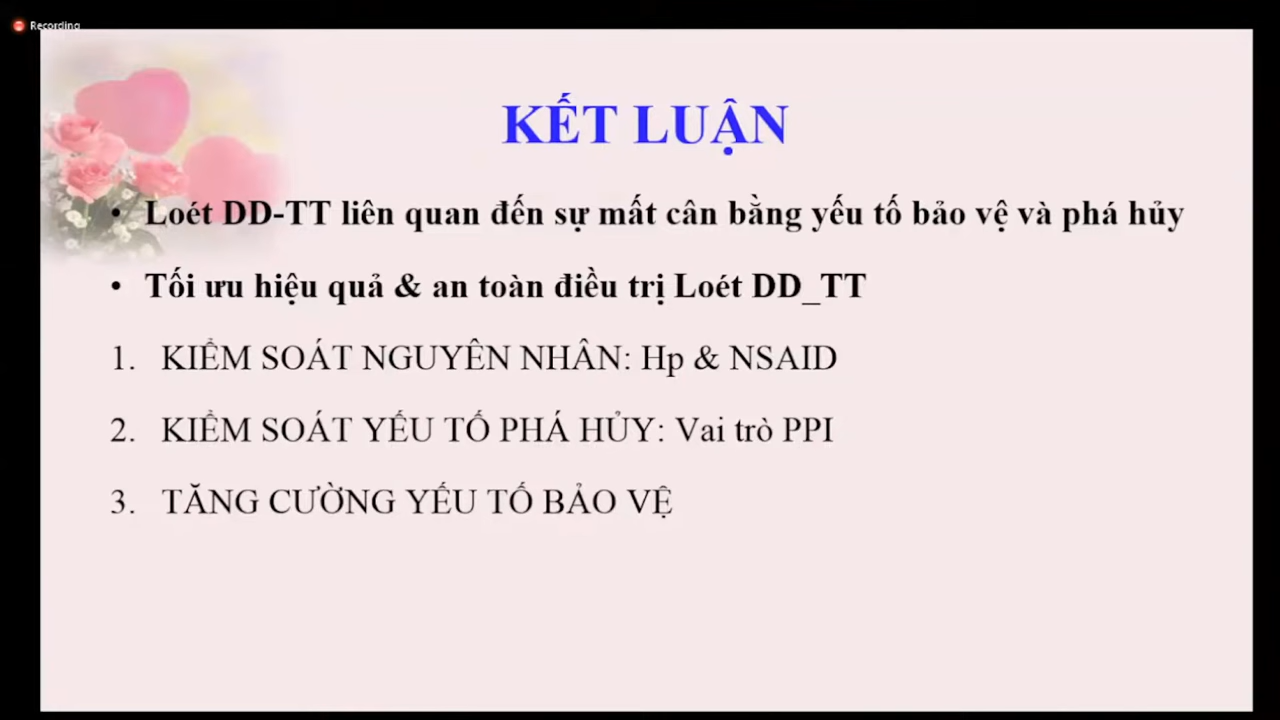 Recording
KẾT LUẬN
• Loét DD-TT liên quan đến sự mất cân bằng yếu tố bảo vệ và phá hủy
• Tối ưu hiệu quả & an toàn điều trị Loét DD_TT
1. KIỂM SOÁT NGUYÊN NHÂN: Hp & NSAID
2. KIỂM SOÁT YẾU TỐ PHÁ HỦY: Vai trò PPI
3. TĂNG CƯỜNG YẾU TỐ BẢO VỆ